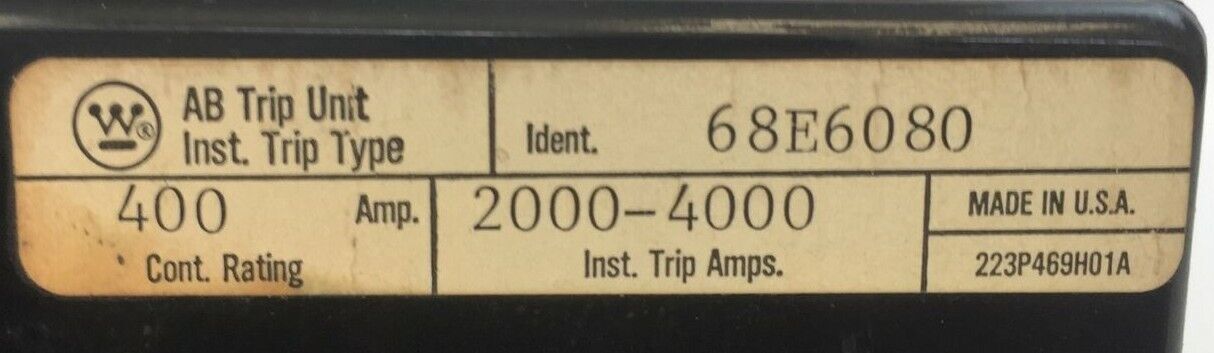 W®
AB Trip Unit
Inst. Trip Type
Ident. 68E6080
400 Amp.
Cont. Rating
2000-4000
Inst. Trip Amps.
MADE IN U.S.A.
223P469H01A